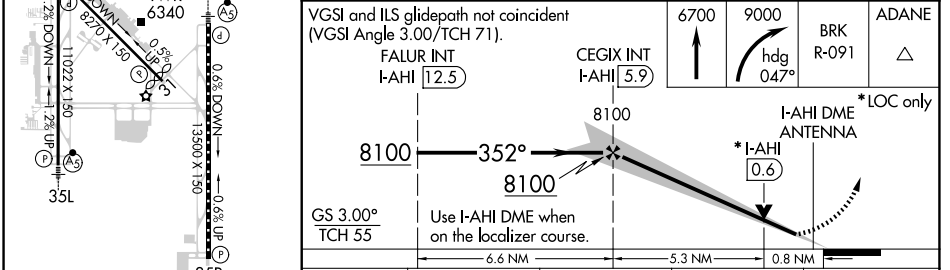 VGSI and ILS glidepath not coincident
(VGSI Angle 3.00/TCH 71).
6700
9000
hdg
047°
BRK
R-091
ADANE
FALUR INT
I-AHI 12.5
CEGIX INT
I-AHI 5.9
8100
*LOC only
I-AHI DME
ANTENNA
* I-AHI
0.6
8100
352°
8100
GS 3.00°
TCH 55
Use I-AHI DME when
on the localizer course.
6.6 NM
5.3 NM
0.8 NM
6340
A5
P
8270 X 150
0.5%
UP
31
P
DOWN
11022 X 150
1.2% UP
P
A5
35L
0.6% DOWN
13500 X 150
0.6% UP
P